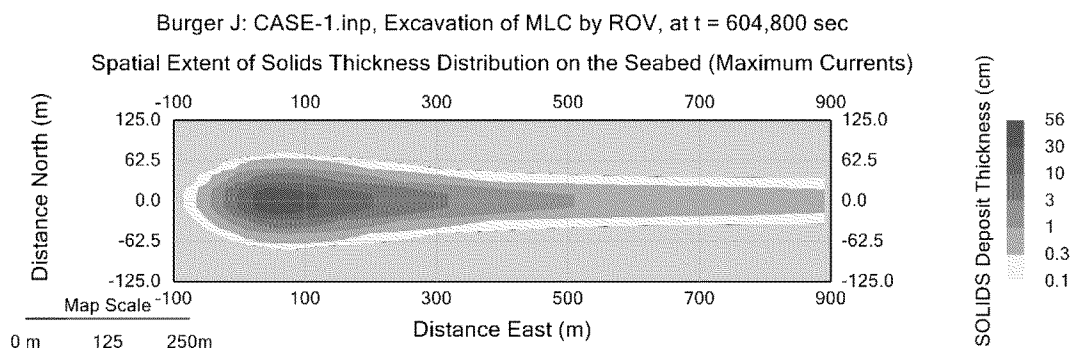 Burger J: CASE-1.inp, Excavation of MLC by ROV, at t = 604,800 sec
Spatial Extent of Solids Thickness Distribution on the Seabed (Maximum Currents)
-100 100 300 500 700 900
125.0 125.0
62.5 62.5
0.0 0.0
-62.5 -62.5
-125.0 -125.0
-100 100 300 500 700 900
Distance North (m)
Distance East (m)
Map Scale
0 m 125 250m
SOLIDS Deposit Thickness (cm)
56
30
10
3
1
0.3
0.1